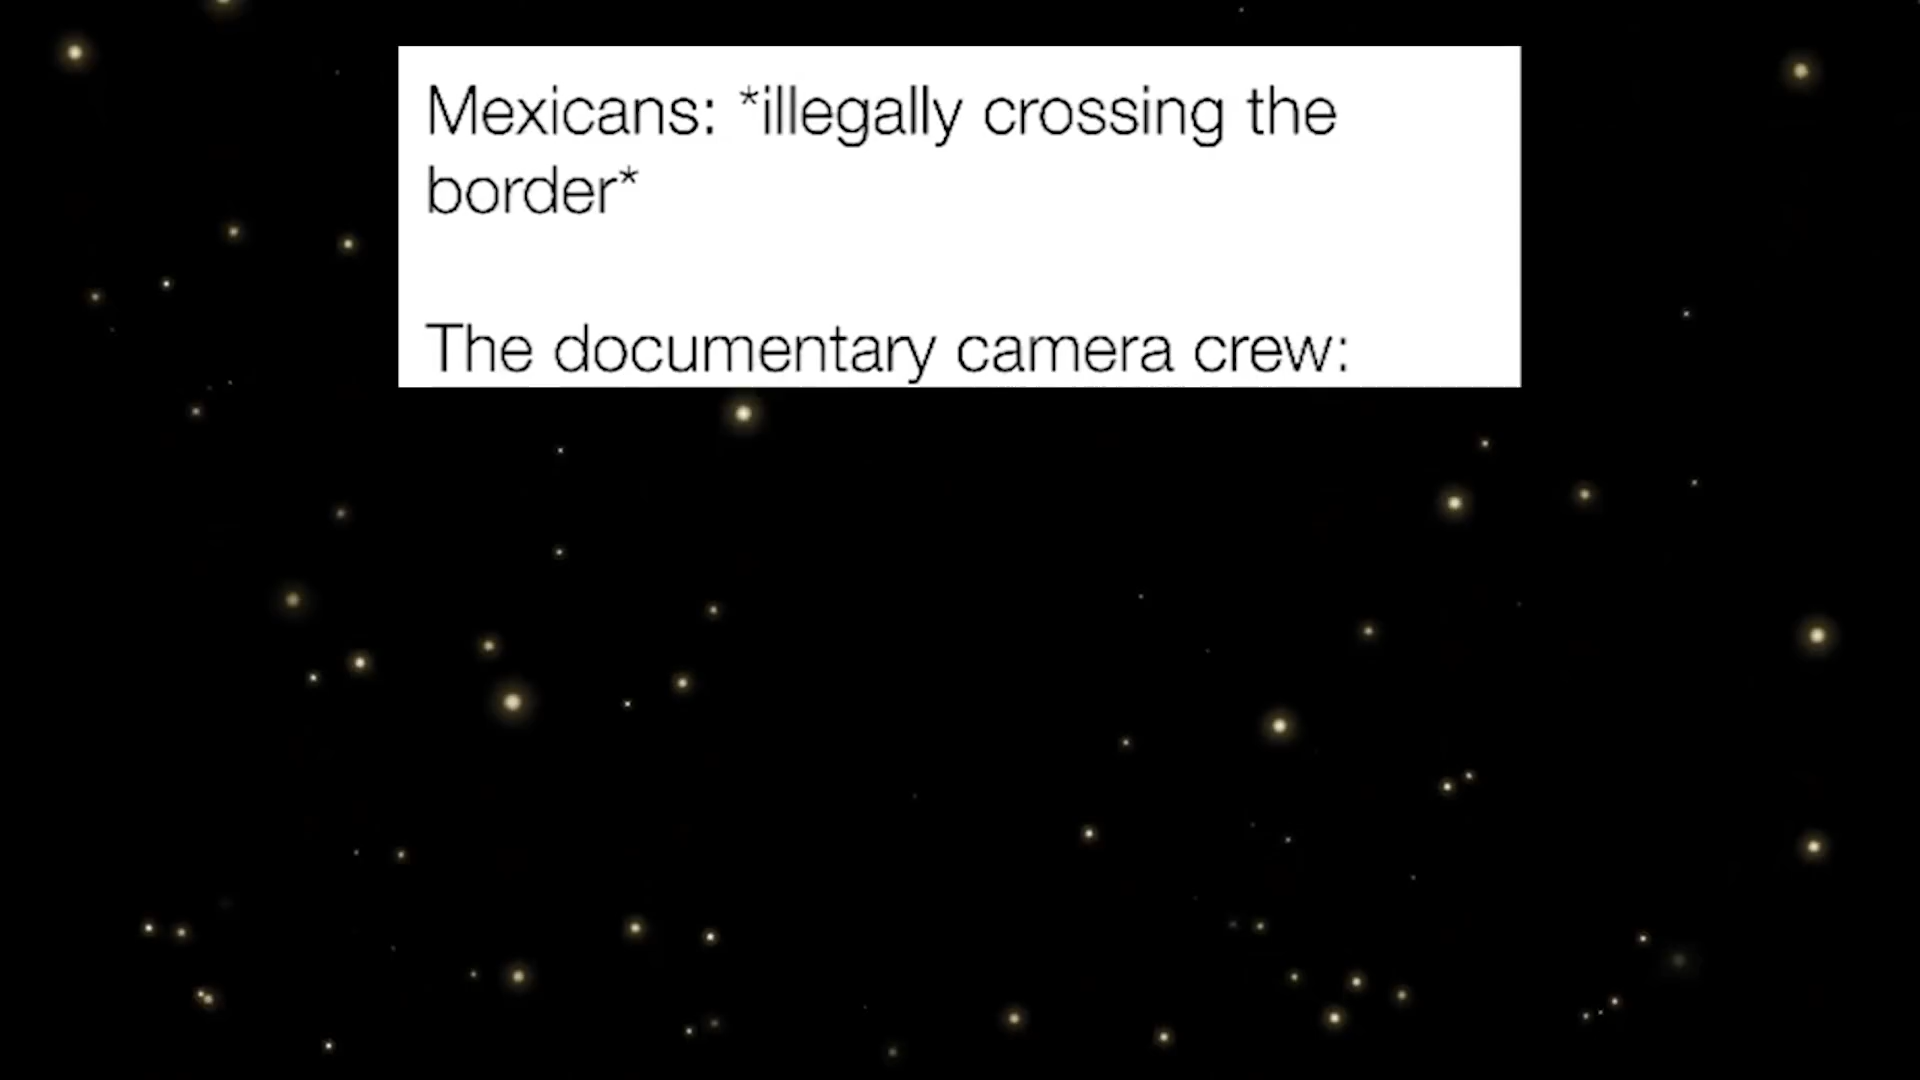 Mexicans: *illegally crossing the
border*
The documentary camera crew: